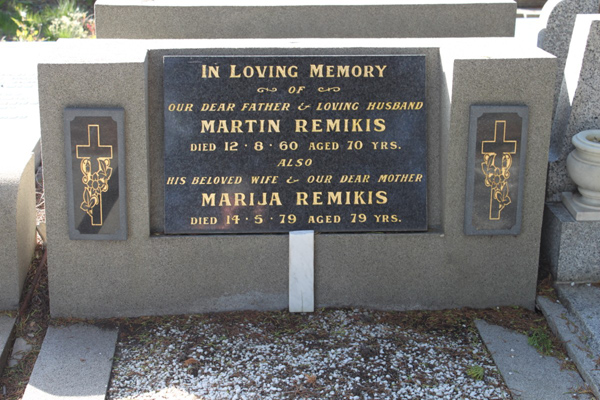 IN LOVING MEMORY
OF
OUR DEAR FATHER & LOVING HUSBAND
MARTIN REMIKIS
DIED 12·8·60 AGED 70 YRS.
ALSO
HIS BELOVED WIFE & OUR DEAR MOTHER
MARIJA REMIKIS
DIED 14·5·79 AGED 79 YRS.